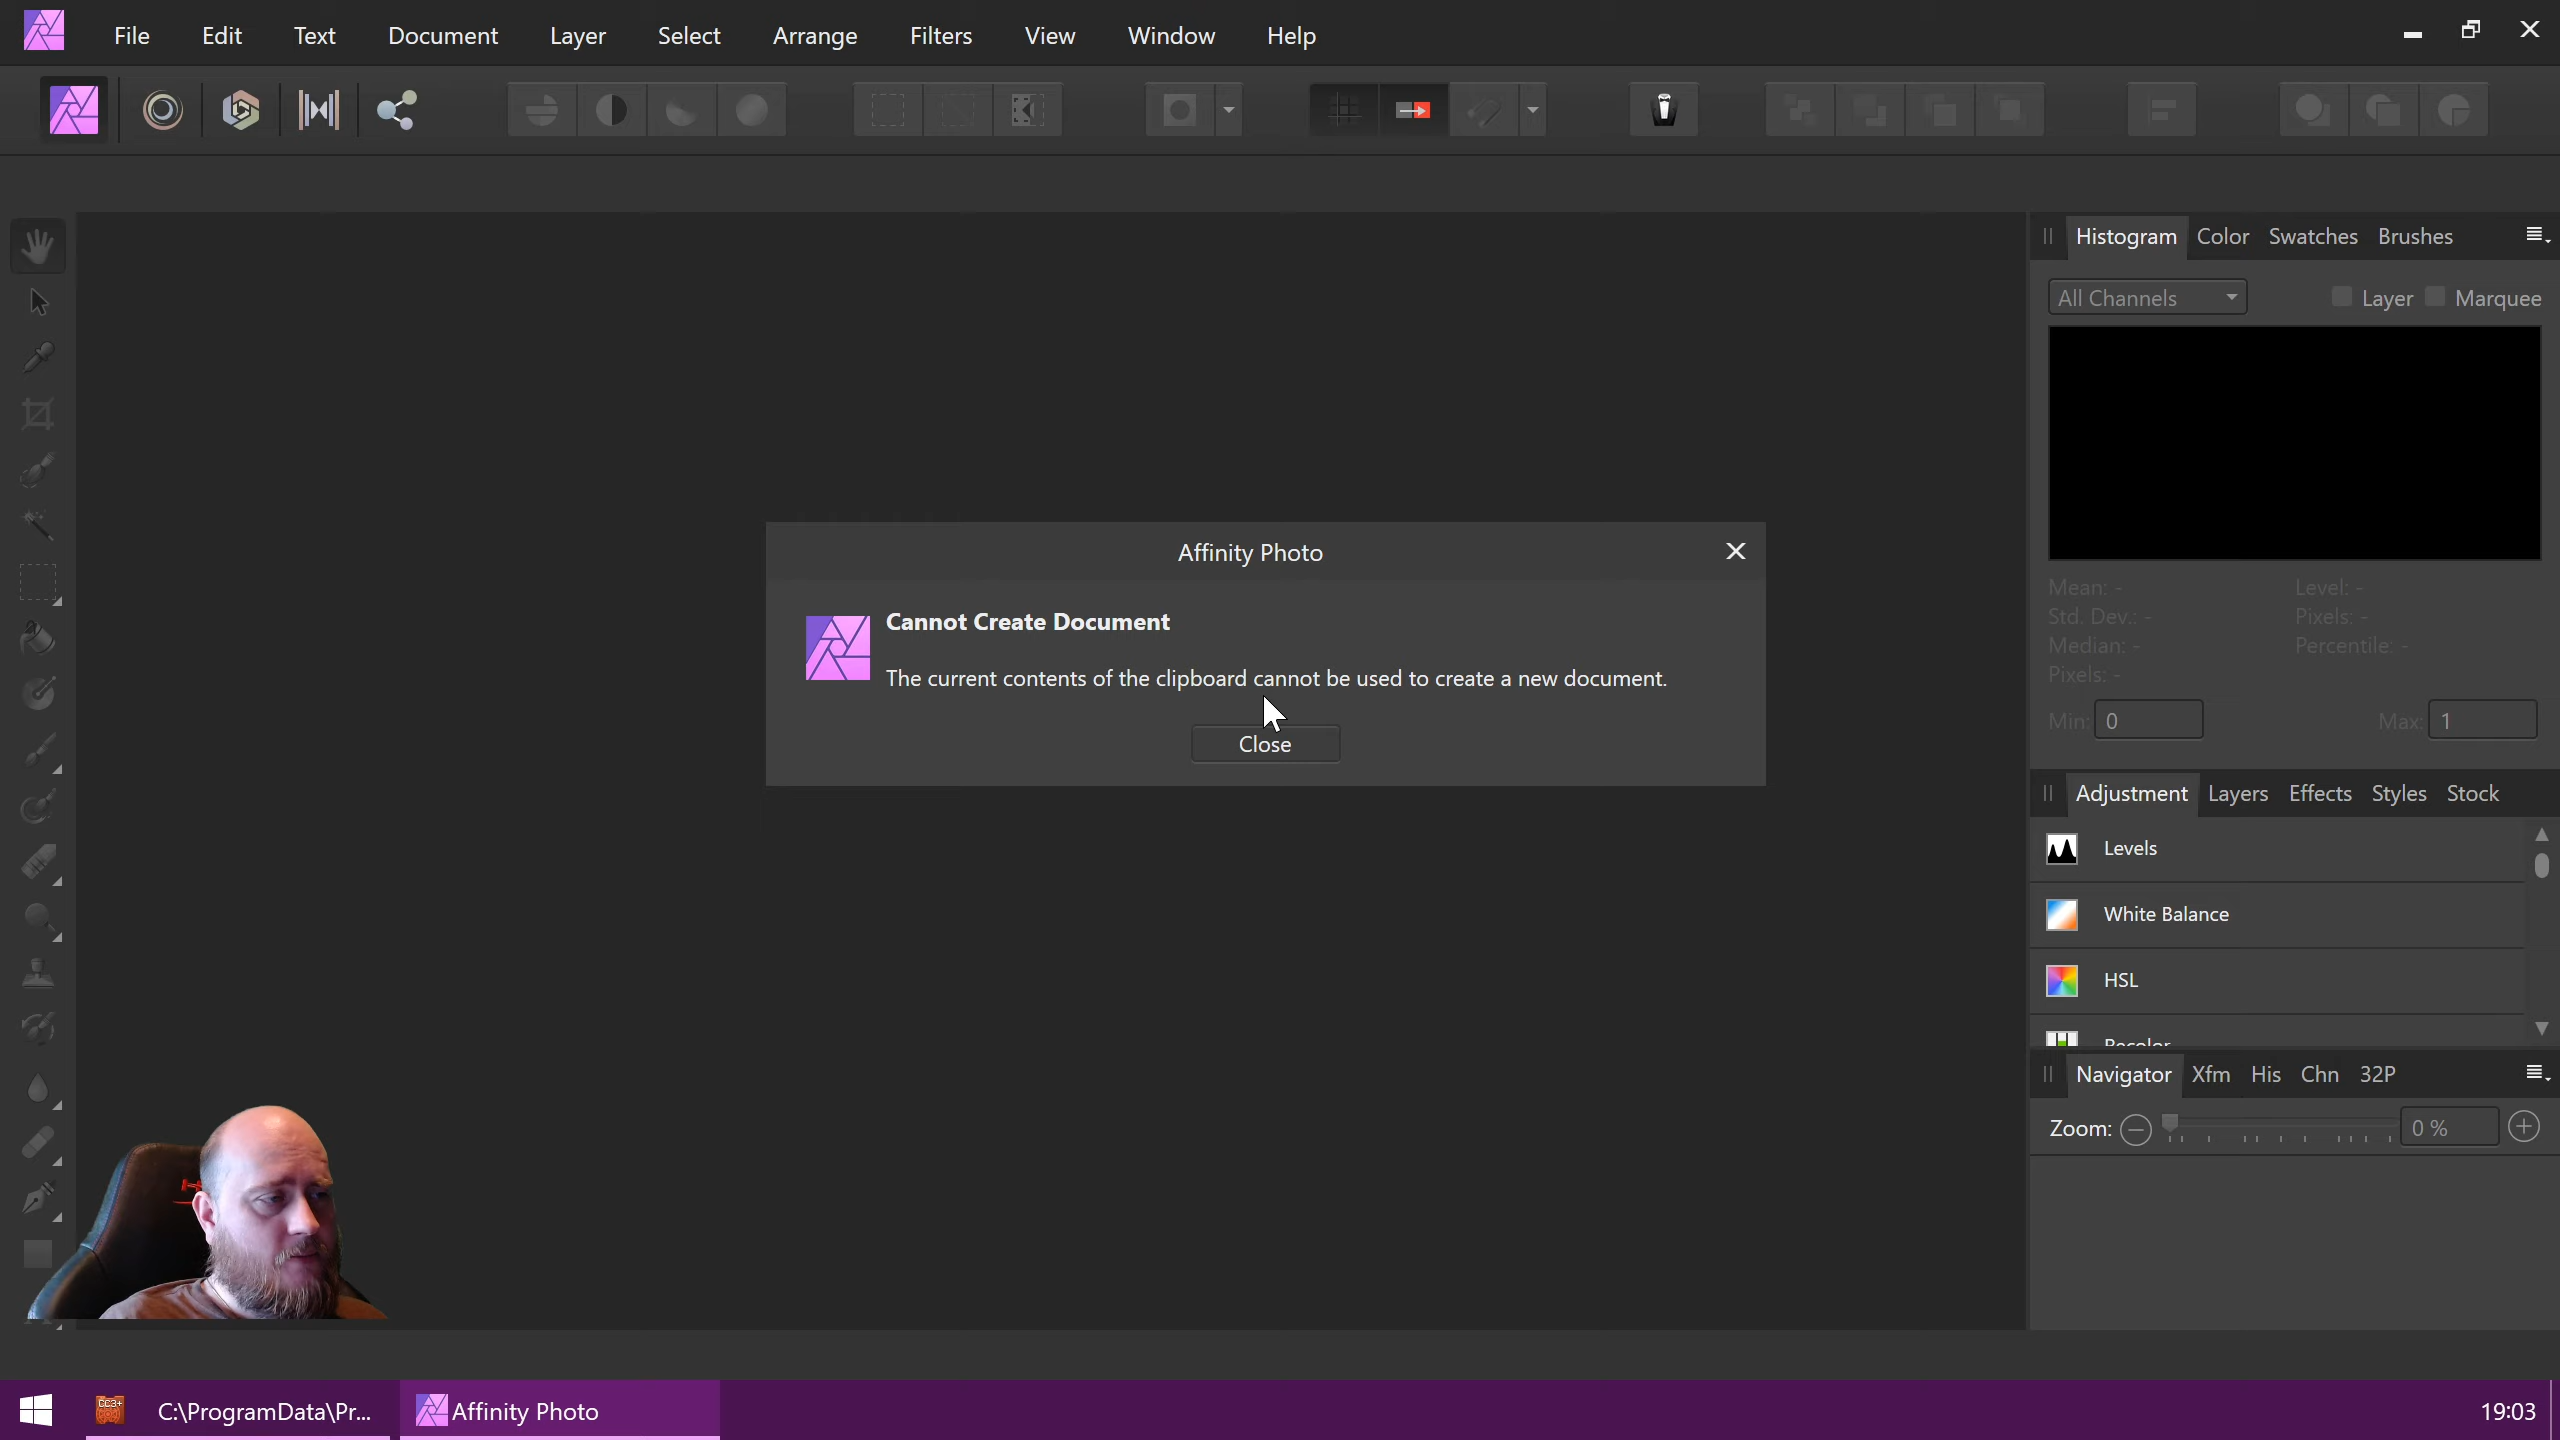 File Edit Text Document Layer Select Arrange Filters View Window Help
Histogram Color Swatches Brushes
All Channels Layer Marquee
Mean: - Level: -
Std. Dev.: - Pixels: -
Median: - Percentile: -
Pixels: -
Min: 0 Max: 1
Affinity Photo
Cannot Create Document
The current contents of the clipboard cannot be used to create a new document.
Close
Adjustment Layers Effects Styles Stock
Levels
White Balance
HSL
Recolor
Navigator Xfm His Chn 32P
Zoom: 0 %
CC3+ C:\ProgramData\Pr... Affinity Photo 19:03